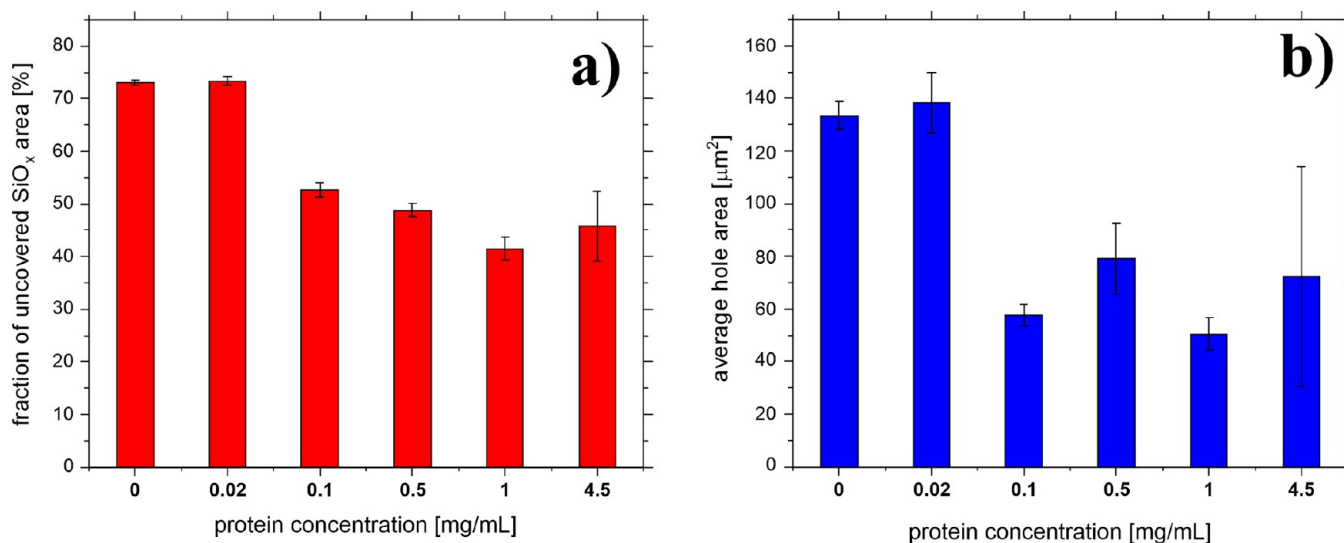 a)
fraction of uncovered SiOₓ area [%]
80
70
60
50
40
30
20
10
0
0 0.02 0.1 0.5 1 4.5
protein concentration [mg/mL]
b)
average hole area [μm²]
160
140
120
100
80
60
40
20
0
0 0.02 0.1 0.5 1 4.5
protein concentration [mg/mL]